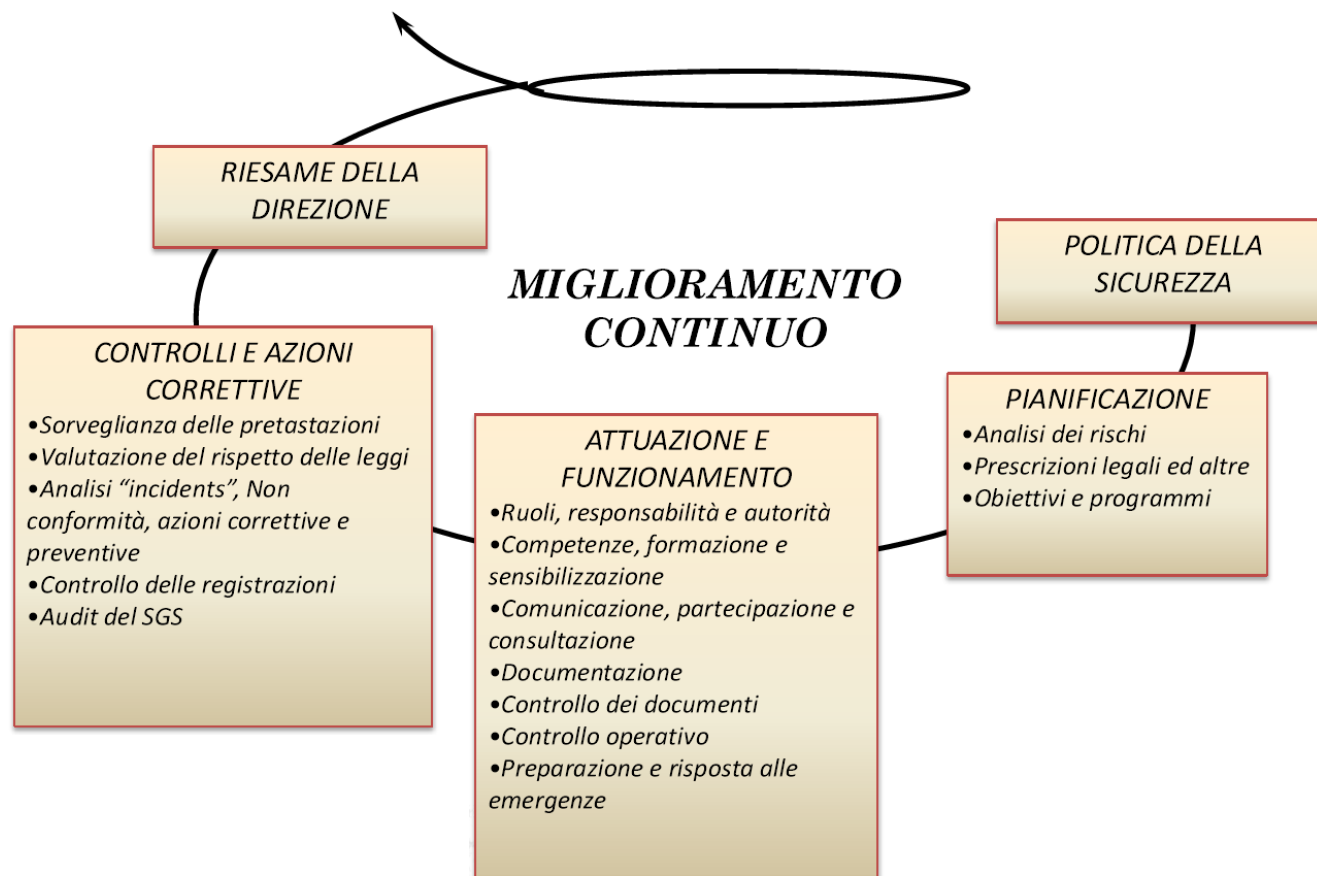 RIESAME DELLA
DIREZIONE
POLITICA DELLA
SICUREZZA
MIGLIORAMENTO
CONTINUO
CONTROLLI E AZIONI
CORRETTIVE
•Sorveglianza delle pretastazioni
•Valutazione del rispetto delle leggi
•Analisi “incidents”, Non
conformità, azioni correttive e
preventive
•Controllo delle registrazioni
•Audit del SGS
ATTUAZIONE E
FUNZIONAMENTO
•Ruoli, responsabilità e autorità
•Competenze, formazione e
sensibilizzazione
•Comunicazione, partecipazione e
consultazione
•Documentazione
•Controllo dei documenti
•Controllo operativo
•Preparazione e risposta alle
emergenze
PIANIFICAZIONE
•Analisi dei rischi
•Prescrizioni legali ed altre
•Obiettivi e programmi